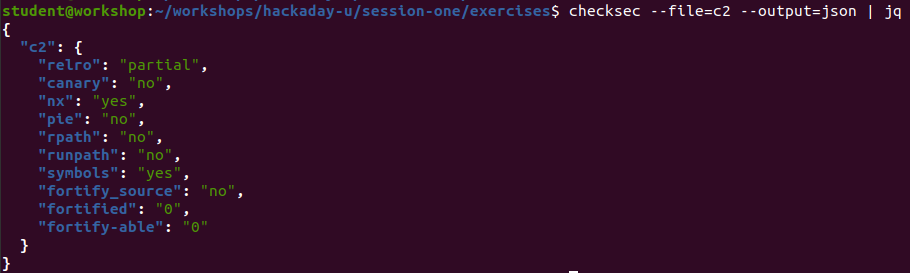 student@workshop:~/workshops/hackaday-u/session-one/exercises$ checksec --file=c2 --output=json | jq
{
  "c2": {
    "relro": "partial",
    "canary": "no",
    "nx": "yes",
    "pie": "no",
    "rpath": "no",
    "runpath": "no",
    "symbols": "yes",
    "fortify_source": "no",
    "fortified": "0",
    "fortify-able": "0"
  }
}